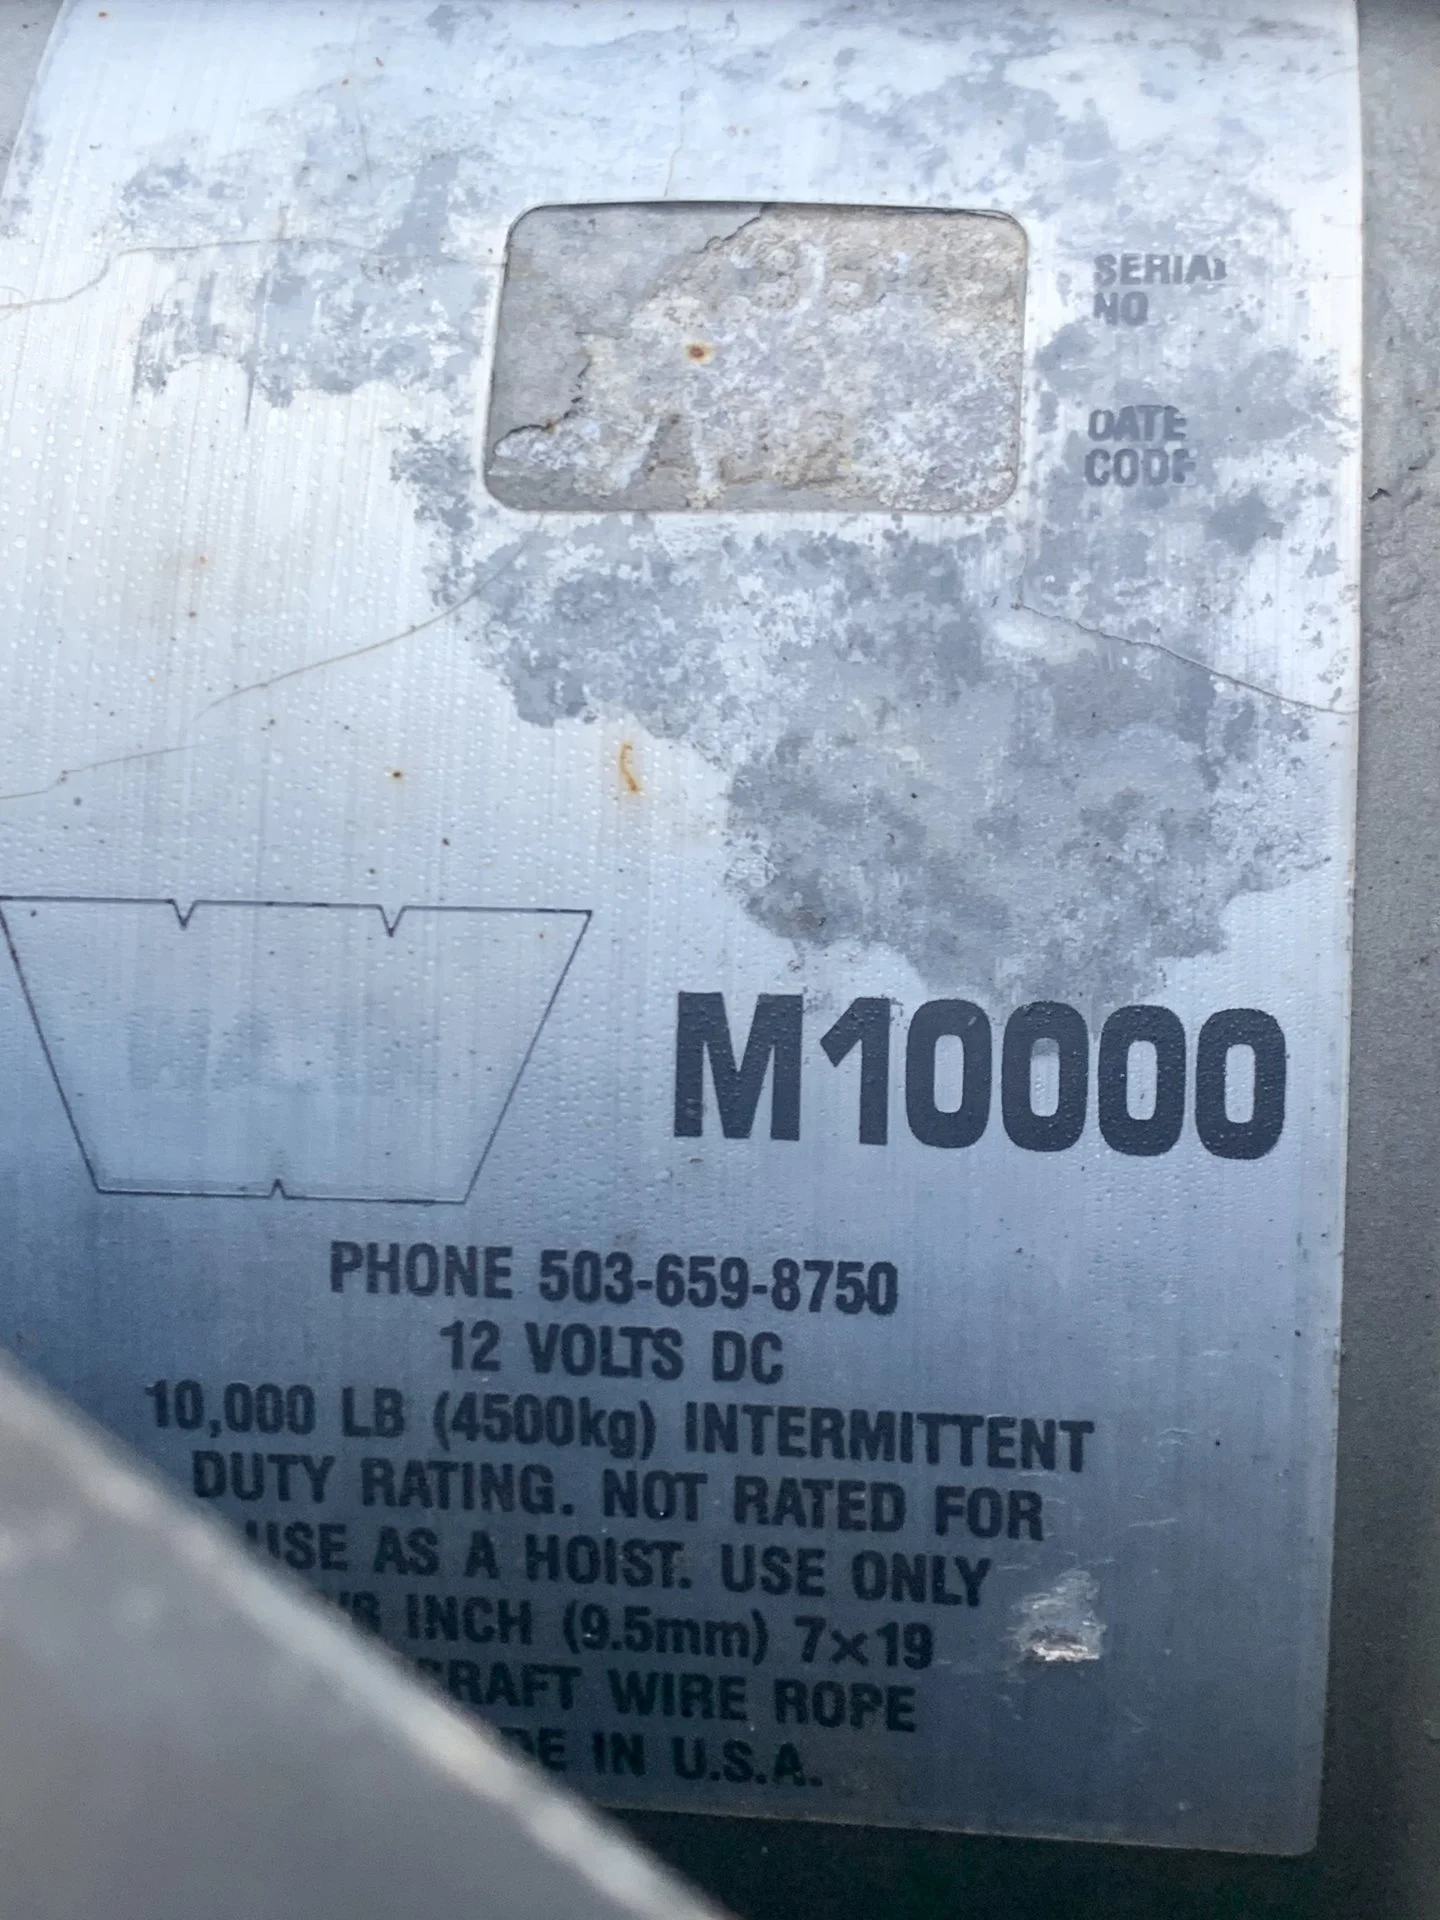 SERIAL
NO
DATE
CODE
M10000
PHONE 503-659-8750
12 VOLTS DC
10,000 LB (4500kg) INTERMITTENT
DUTY RATING. NOT RATED FOR
USE AS A HOIST. USE ONLY
INCH (9.5mm) 7×19
WIRE ROPE
IN U.S.A.